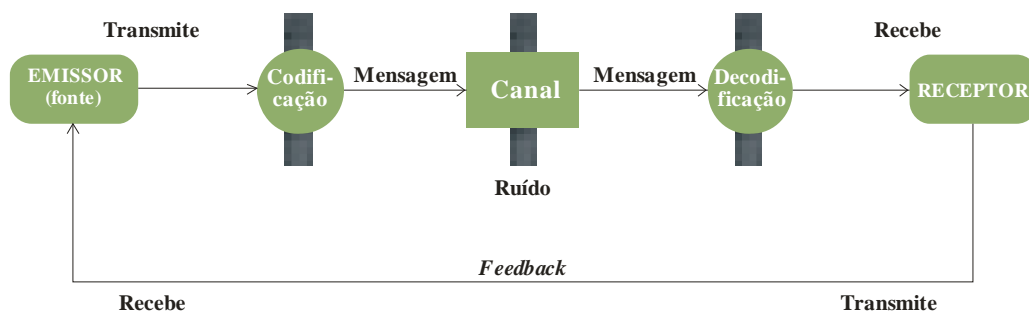 Transmite
Recebe
EMISSOR
(fonte)
Codifi-
cação
Mensagem
Canal
Mensagem
Decodi-
ficação
RECEPTOR
Ruído
Feedback
Recebe
Transmite